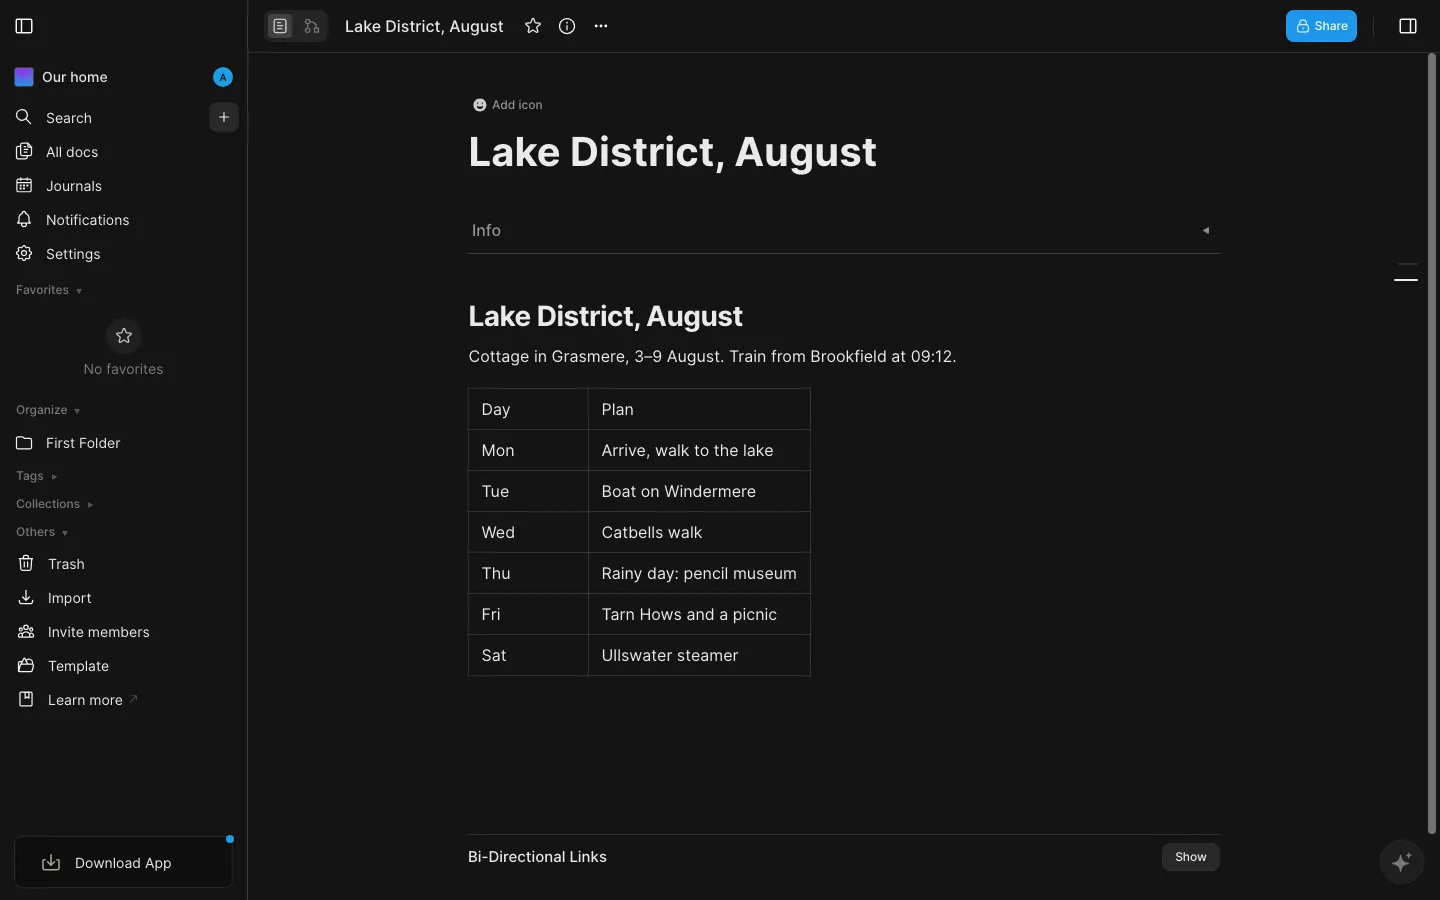 Lake District, August
Share
Our home
A
Search
All docs
Journals
Notifications
Settings
Favorites
No favorites
Organize
First Folder
Tags
Collections
Others
Trash
Import
Invite members
Template
Learn more
Download App
Add icon
Lake District, August
Info
Lake District, August
Cottage in Grasmere, 3–9 August. Train from Brookfield at 09:12.
Day Plan
Mon Arrive, walk to the lake
Tue Boat on Windermere
Wed Catbells walk
Thu Rainy day: pencil museum
Fri Tarn Hows and a picnic
Sat Ullswater steamer
Bi-Directional Links
Show